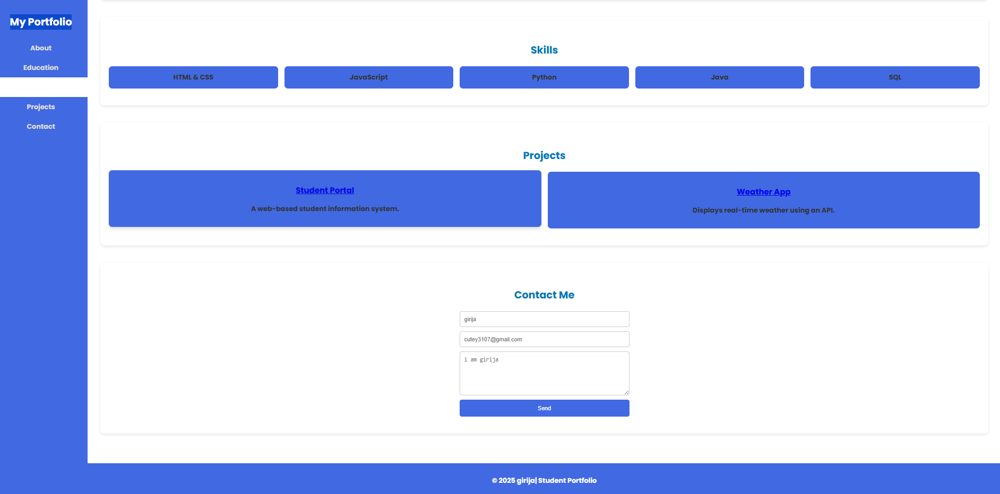 My Portfolio
About
Education
Projects
Contact
Skills
HTML & CSS
JavaScript
Python
Java
SQL
Projects
Student Portal
A web-based student information system.
Weather App
Displays real-time weather using an API.
Contact Me
girija
cutey3107@gmail.com
i am girija
Send
© 2025 girija| Student Portfolio